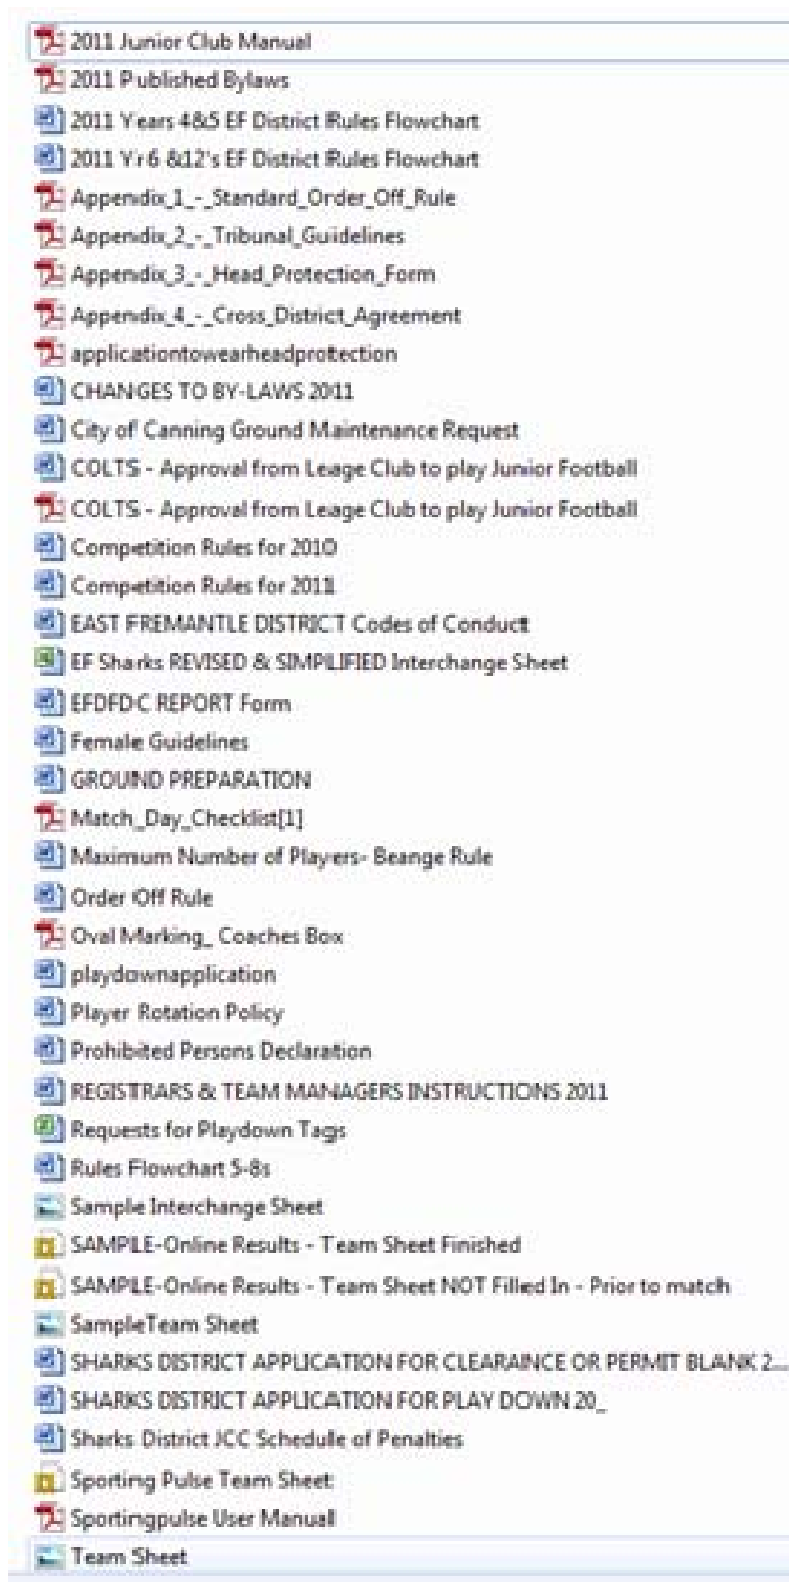 2011 Junior Club Manual
2011 Published Bylaws
2011 Years 4&5 EF District Rules Flowchart
2011 Yr 6 &12's EF District Rules Flowchart
Appendix_1_-_Standard_Order_Off_Rule
Appendix_2_-_Tribunal_Guidelines
Appendix_3_-_Head_Protection_Form
Appendix_4_-_Cross_District_Agreement
applicationtowearheadprotection
CHANGES TO BY-LAWS 2011
City of Canning Ground Maintenance Request
COLTS - Approval from Leage Club to play Junior Football
COLTS - Approval from Leage Club to play Junior Football
Competition Rules for 2010
Competition Rules for 2011
EAST FREMANTLE DISTRICT Codes of Conduct
EF Sharks REVISED & SIMPLIFIED Interchange Sheet
EFDFDC REPORT Form
Female Guidelines
GROUND PREPARATION
Match_Day_Checklist[1]
Maximum Number of Players- Beange Rule
Order Off Rule
Oval Marking_ Coaches Box
playdownapplication
Player Rotation Policy
Prohibited Persons Declaration
REGISTRARS & TEAM MANAGERS INSTRUCTIONS 2011
Requests for Playdown Tags
Rules Flowchart 5-8s
Sample Interchange Sheet
SAMPLE-Online Results - Team Sheet Finished
SAMPLE-Online Results - Team Sheet NOT Filled In - Prior to match
SampleTeam Sheet
SHARKS DISTRICT APPLICATION FOR CLEARAINCE OR PERMIT BLANK 2...
SHARKS DISTRICT APPLICATION FOR PLAY DOWN 20_
Sharks District JCC Schedule of Penalties
Sporting Pulse Team Sheet
Sportingpulse User Manual
Team Sheet